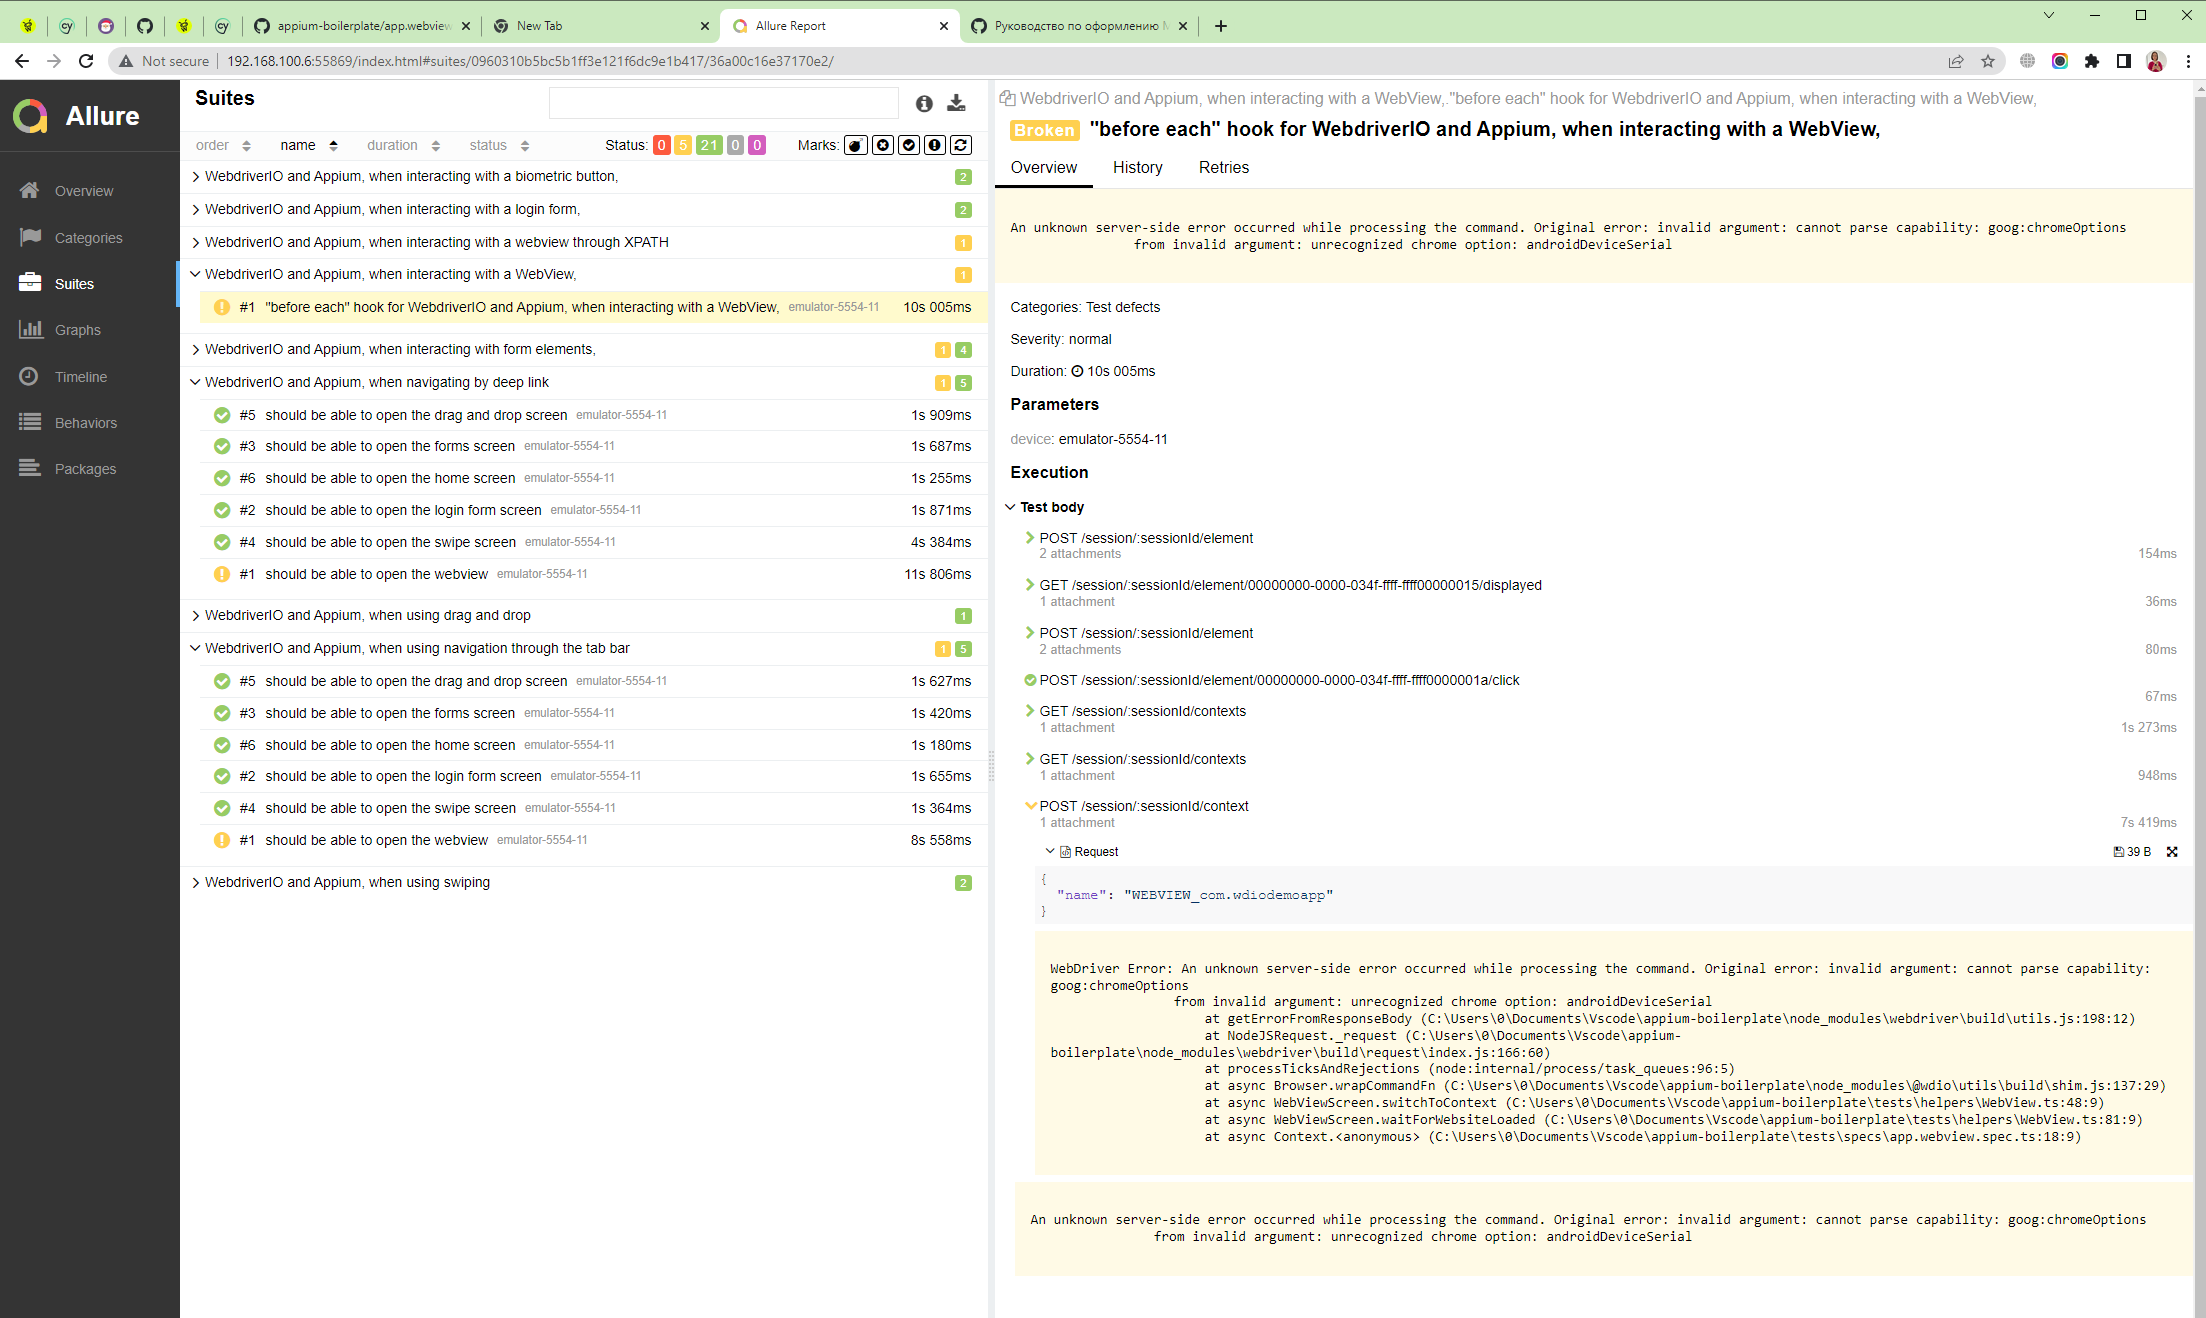 appium-boilerplate/app.webview
New Tab
Allure Report
Руководство по оформлению M
Not secure
192.168.100.6:55869/index.html#suites/0960310b5bc5b1ff3e121f6dc9e1b417/36a00c16e37170e2/
Allure
Overview
Categories
Suites
Graphs
Timeline
Behaviors
Packages
Suites
order name duration status Status: 0 5 21 0 0 Marks:
WebdriverIO and Appium, when interacting with a biometric button, 2
WebdriverIO and Appium, when interacting with a login form, 2
WebdriverIO and Appium, when interacting with a webview through XPATH 1
WebdriverIO and Appium, when interacting with a WebView, 1
#1 "before each" hook for WebdriverIO and Appium, when interacting with a WebView, emulator-5554-11 10s 005ms
WebdriverIO and Appium, when interacting with form elements, 1 4
WebdriverIO and Appium, when navigating by deep link 1 5
#5 should be able to open the drag and drop screen emulator-5554-11 1s 909ms
#3 should be able to open the forms screen emulator-5554-11 1s 687ms
#6 should be able to open the home screen emulator-5554-11 1s 255ms
#2 should be able to open the login form screen emulator-5554-11 1s 871ms
#4 should be able to open the swipe screen emulator-5554-11 4s 384ms
#1 should be able to open the webview emulator-5554-11 11s 806ms
WebdriverIO and Appium, when using drag and drop 1
WebdriverIO and Appium, when using navigation through the tab bar 1 5
#5 should be able to open the drag and drop screen emulator-5554-11 1s 627ms
#3 should be able to open the forms screen emulator-5554-11 1s 420ms
#6 should be able to open the home screen emulator-5554-11 1s 180ms
#2 should be able to open the login form screen emulator-5554-11 1s 655ms
#4 should be able to open the swipe screen emulator-5554-11 1s 364ms
#1 should be able to open the webview emulator-5554-11 8s 558ms
WebdriverIO and Appium, when using swiping 2
WebdriverIO and Appium, when interacting with a WebView,."before each" hook for WebdriverIO and Appium, when interacting with a WebView,
Broken "before each" hook for WebdriverIO and Appium, when interacting with a WebView,
Overview History Retries
An unknown server-side error occurred while processing the command. Original error: invalid argument: cannot parse capability: goog:chromeOptions
from invalid argument: unrecognized chrome option: androidDeviceSerial
Categories: Test defects
Severity: normal
Duration: 10s 005ms
Parameters
device: emulator-5554-11
Execution
Test body
POST /session/:sessionId/element
2 attachments 154ms
GET /session/:sessionId/element/00000000-0000-034f-ffff-ffff00000015/displayed
1 attachment 36ms
POST /session/:sessionId/element
2 attachments 80ms
POST /session/:sessionId/element/00000000-0000-034f-ffff-ffff0000001a/click
67ms
GET /session/:sessionId/contexts
1 attachment 1s 273ms
GET /session/:sessionId/contexts
1 attachment 948ms
POST /session/:sessionId/context
1 attachment 7s 419ms
Request 39 B
{
"name": "WEBVIEW_com.wdiodemoapp"
}
WebDriver Error: An unknown server-side error occurred while processing the command. Original error: invalid argument: cannot parse capability:
goog:chromeOptions
from invalid argument: unrecognized chrome option: androidDeviceSerial
at getErrorFromResponseBody (C:\Users\0\Documents\Vscode\appium-boilerplate\node_modules\webdriver\build\utils.js:198:12)
at NodeJSRequest._request (C:\Users\0\Documents\Vscode\appium-
boilerplate\node_modules\webdriver\build\request\index.js:166:60)
at processTicksAndRejections (node:internal/process/task_queues:96:5)
at async Browser.wrapCommandFn (C:\Users\0\Documents\Vscode\appium-boilerplate\node_modules\@wdio\utils\build\shim.js:137:29)
at async WebViewScreen.switchToContext (C:\Users\0\Documents\Vscode\appium-boilerplate\tests\helpers\WebView.ts:48:9)
at async WebViewScreen.waitForWebsiteLoaded (C:\Users\0\Documents\Vscode\appium-boilerplate\tests\helpers\WebView.ts:81:9)
at async Context.<anonymous> (C:\Users\0\Documents\Vscode\appium-boilerplate\tests\specs\app.webview.spec.ts:18:9)
An unknown server-side error occurred while processing the command. Original error: invalid argument: cannot parse capability: goog:chromeOptions
from invalid argument: unrecognized chrome option: androidDeviceSerial